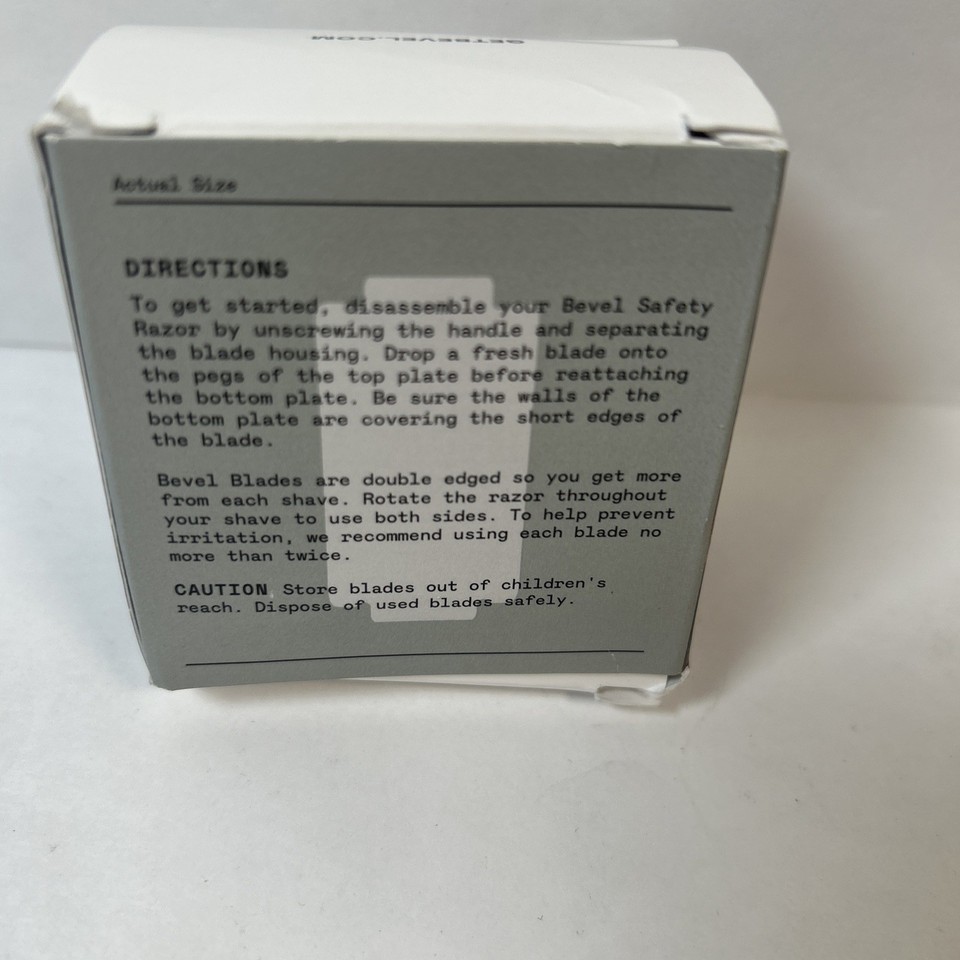 GETBEVEL.COM
Actual Size
DIRECTIONS
To get started, disassemble your Bevel Safety
Razor by unscrewing the handle and separating
the blade housing. Drop a fresh blade onto
the pegs of the top plate before reattaching
the bottom plate. Be sure the walls of the
bottom plate are covering the short edges of
the blade.
Bevel Blades are double edged so you get more
from each shave. Rotate the razor throughout
your shave to use both sides. To help prevent
irritation, we recommend using each blade no
more than twice.
CAUTION Store blades out of children's
reach. Dispose of used blades safely.